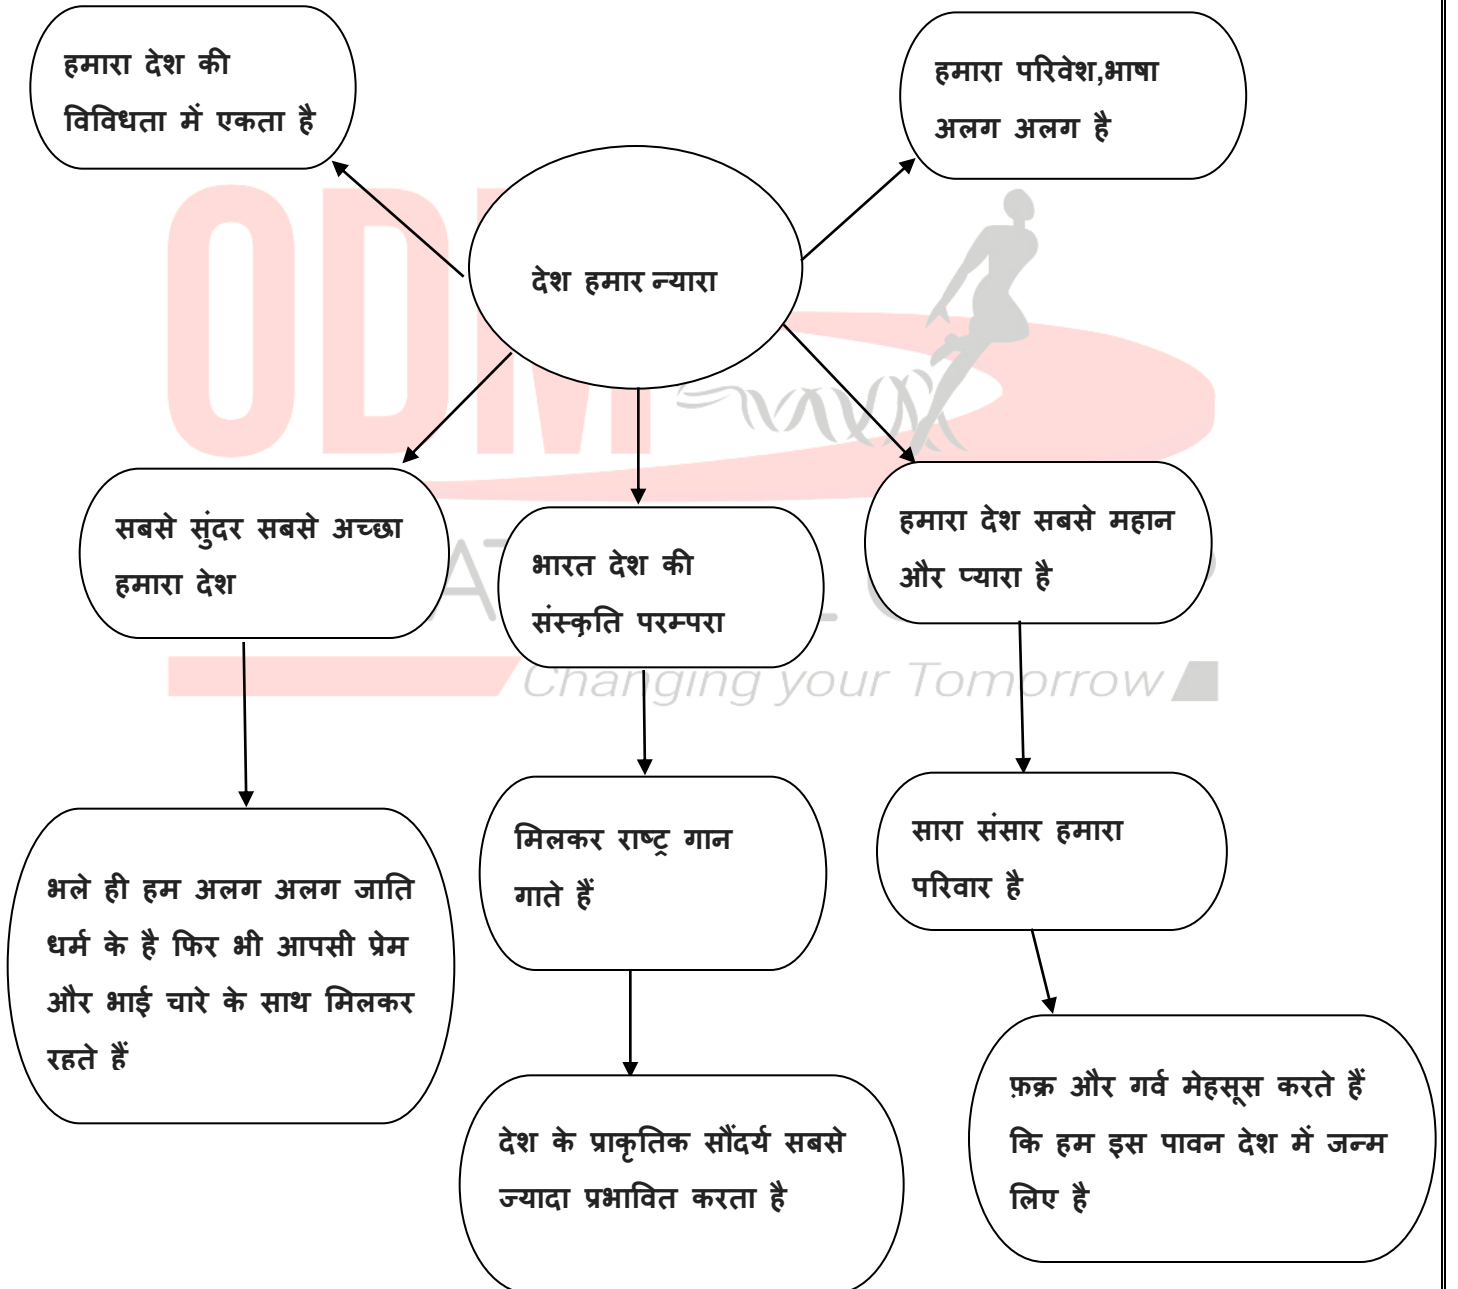 हमारा देश की
विविधता में एकता है
हमारा परिवेश,भाषा
अलग अलग है
देश हमार न्यारा
सबसे सुंदर सबसे अच्छा
हमारा देश
भारत देश की
संस्कृति परम्परा
हमारा देश सबसे महान
और प्यारा है
भले ही हम अलग अलग जाति
धर्म के है फिर भी आपसी प्रेम
और भाई चारे के साथ मिलकर
रहते हैं
मिलकर राष्ट्र गान
गाते हैं
सारा संसार हमारा
परिवार है
देश के प्राकृतिक सौंदर्य सबसे
ज्यादा प्रभावित करता है
फ़क्र और गर्व मेहसूस करते हैं
कि हम इस पावन देश में जन्म
लिए है
ODM
Changing your Tomorrow